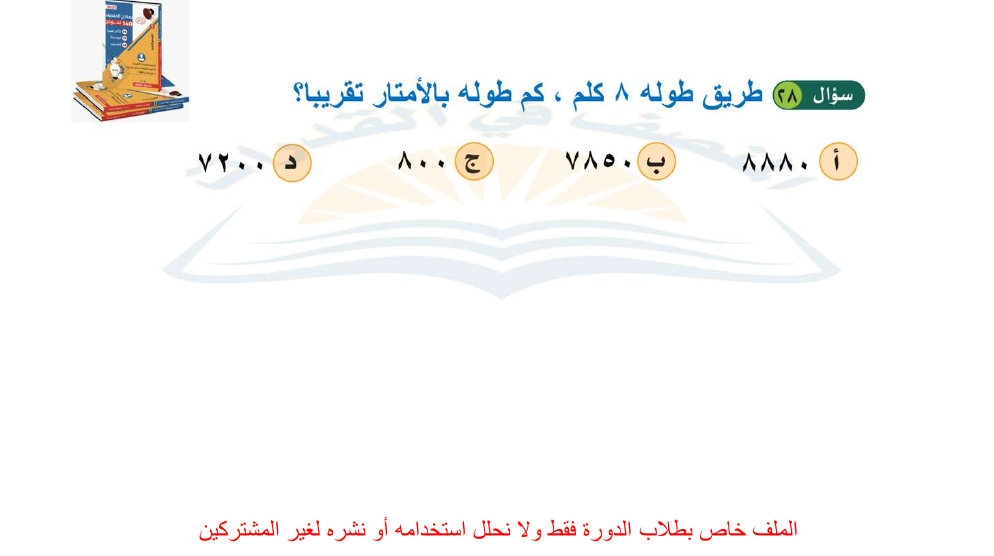 سؤال ٢٨ طريق طوله ٨ كلم ، كم طوله بالأمتار تقريبا؟
أ ٨٨٨٠ ب ٧٨٥٠ ج ٨٠٠ د ٧٢٠٠
الملف خاص بطلاب الدورة فقط ولا نحلل استخدامه أو نشره لغير المشتركين